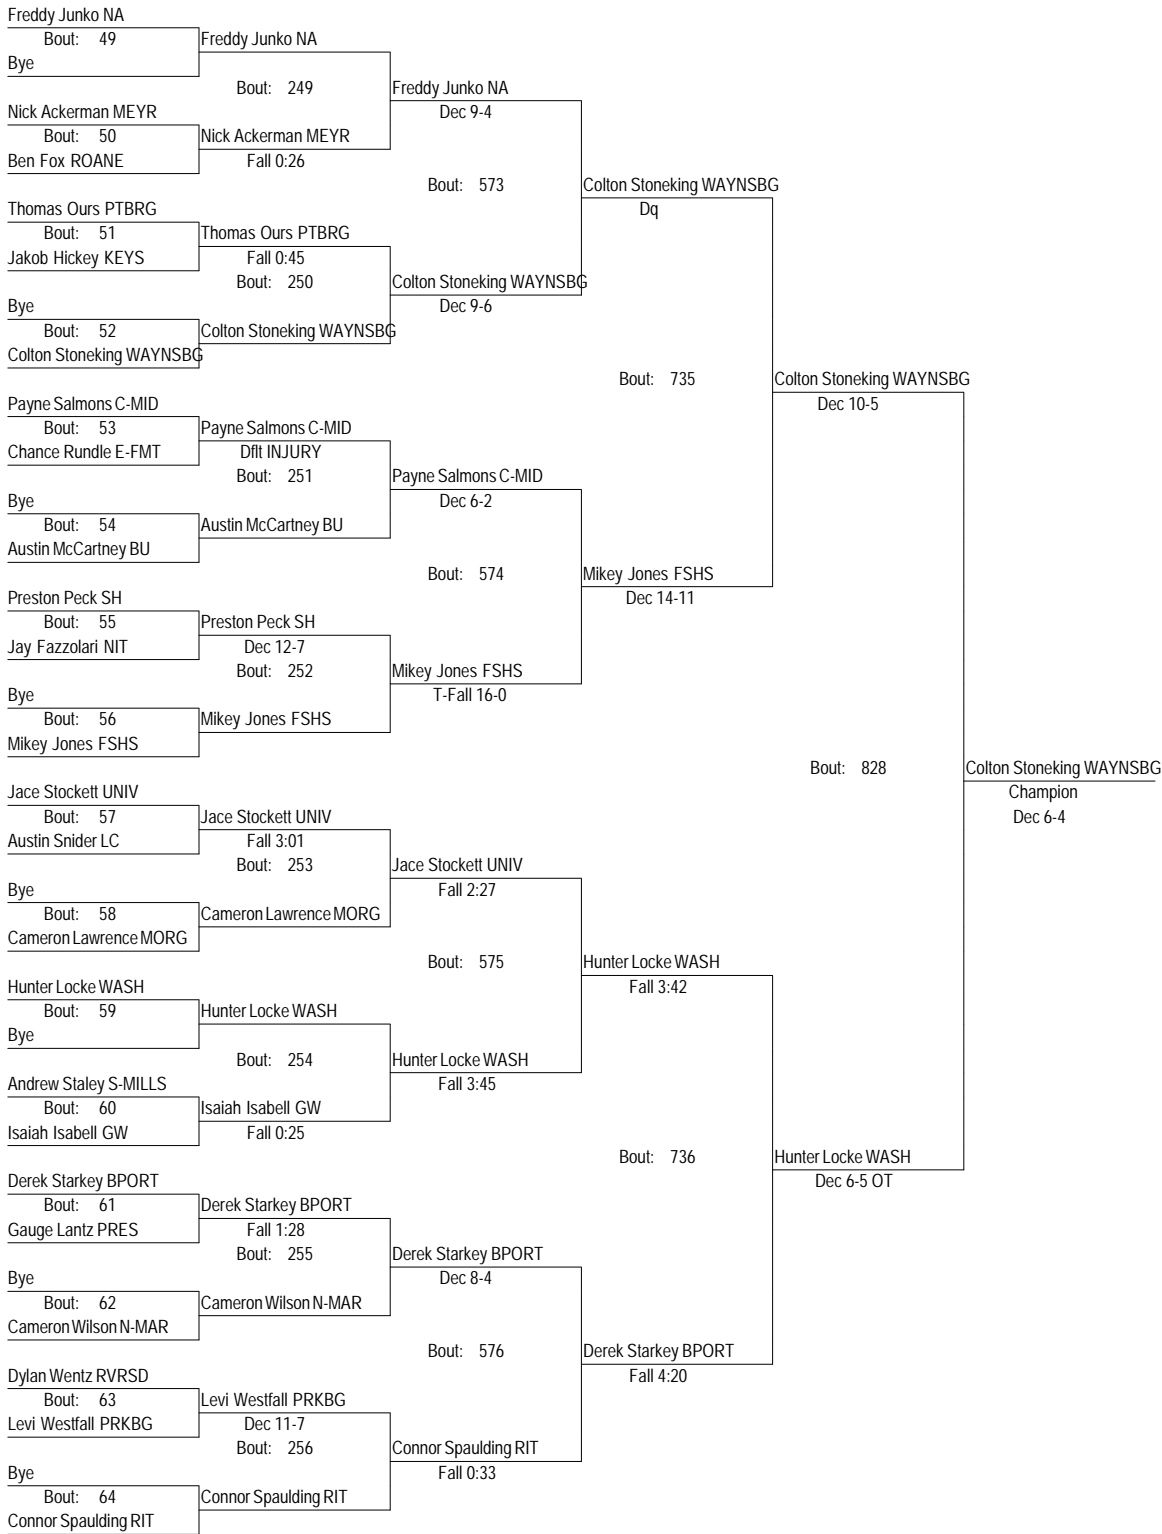 Freddy Junko NA
Bout: 49
Bye
Nick Ackerman MEYR
Bout: 50
Ben Fox ROANE
Thomas Ours PTBRG
Bout: 51
Jakob Hickey KEYS
Bye
Bout: 52
Colton Stoneking WAYNSBG
Payne Salmons C-MID
Bout: 53
Chance Rundle E-FMT
Bye
Bout: 54
Austin McCartney BU
Preston Peck SH
Bout: 55
Jay Fazzolari NIT
Bye
Bout: 56
Mikey Jones FSHS
Jace Stockett UNIV
Bout: 57
Austin Snider LC
Bye
Bout: 58
Cameron Lawrence MORG
Hunter Locke WASH
Bout: 59
Bye
Andrew Staley S-MILLS
Bout: 60
Isaiah Isabell GW
Derek Starkey BPORT
Bout: 61
Gauge Lantz PRES
Bye
Bout: 62
Cameron Wilson N-MAR
Dylan Wentz RVRSD
Bout: 63
Levi Westfall PRKBG
Bye
Bout: 64
Connor Spaulding RIT
Freddy Junko NA
Bout: 249
Nick Ackerman MEYR
Fall 0:26
Thomas Ours PTBRG
Fall 0:45
Bout: 250
Colton Stoneking WAYNSBG
Payne Salmons C-MID
Dflt INJURY
Bout: 251
Austin McCartney BU
Preston Peck SH
Dec 12-7
Bout: 252
Mikey Jones FSHS
Jace Stockett UNIV
Fall 3:01
Bout: 253
Cameron Lawrence MORG
Hunter Locke WASH
Bout: 254
Isaiah Isabell GW
Fall 0:25
Derek Starkey BPORT
Fall 1:28
Bout: 255
Cameron Wilson N-MAR
Levi Westfall PRKBG
Dec 11-7
Bout: 256
Connor Spaulding RIT
Freddy Junko NA
Dec 9-4
Bout: 573
Colton Stoneking WAYNSBG
Dec 9-6
Payne Salmons C-MID
Dec 6-2
Bout: 574
Mikey Jones FSHS
T-Fall 16-0
Jace Stockett UNIV
Fall 2:27
Bout: 575
Hunter Locke WASH
Fall 3:45
Derek Starkey BPORT
Dec 8-4
Bout: 576
Connor Spaulding RIT
Fall 0:33
Colton Stoneking WAYNSBG
Dq
Bout: 735
Mikey Jones FSHS
Dec 14-11
Hunter Locke WASH
Fall 3:42
Bout: 736
Derek Starkey BPORT
Fall 4:20
Colton Stoneking WAYNSBG
Dec 10-5
Bout: 828
Hunter Locke WASH
Dec 6-5 OT
Colton Stoneking WAYNSBG
Champion
Dec 6-4